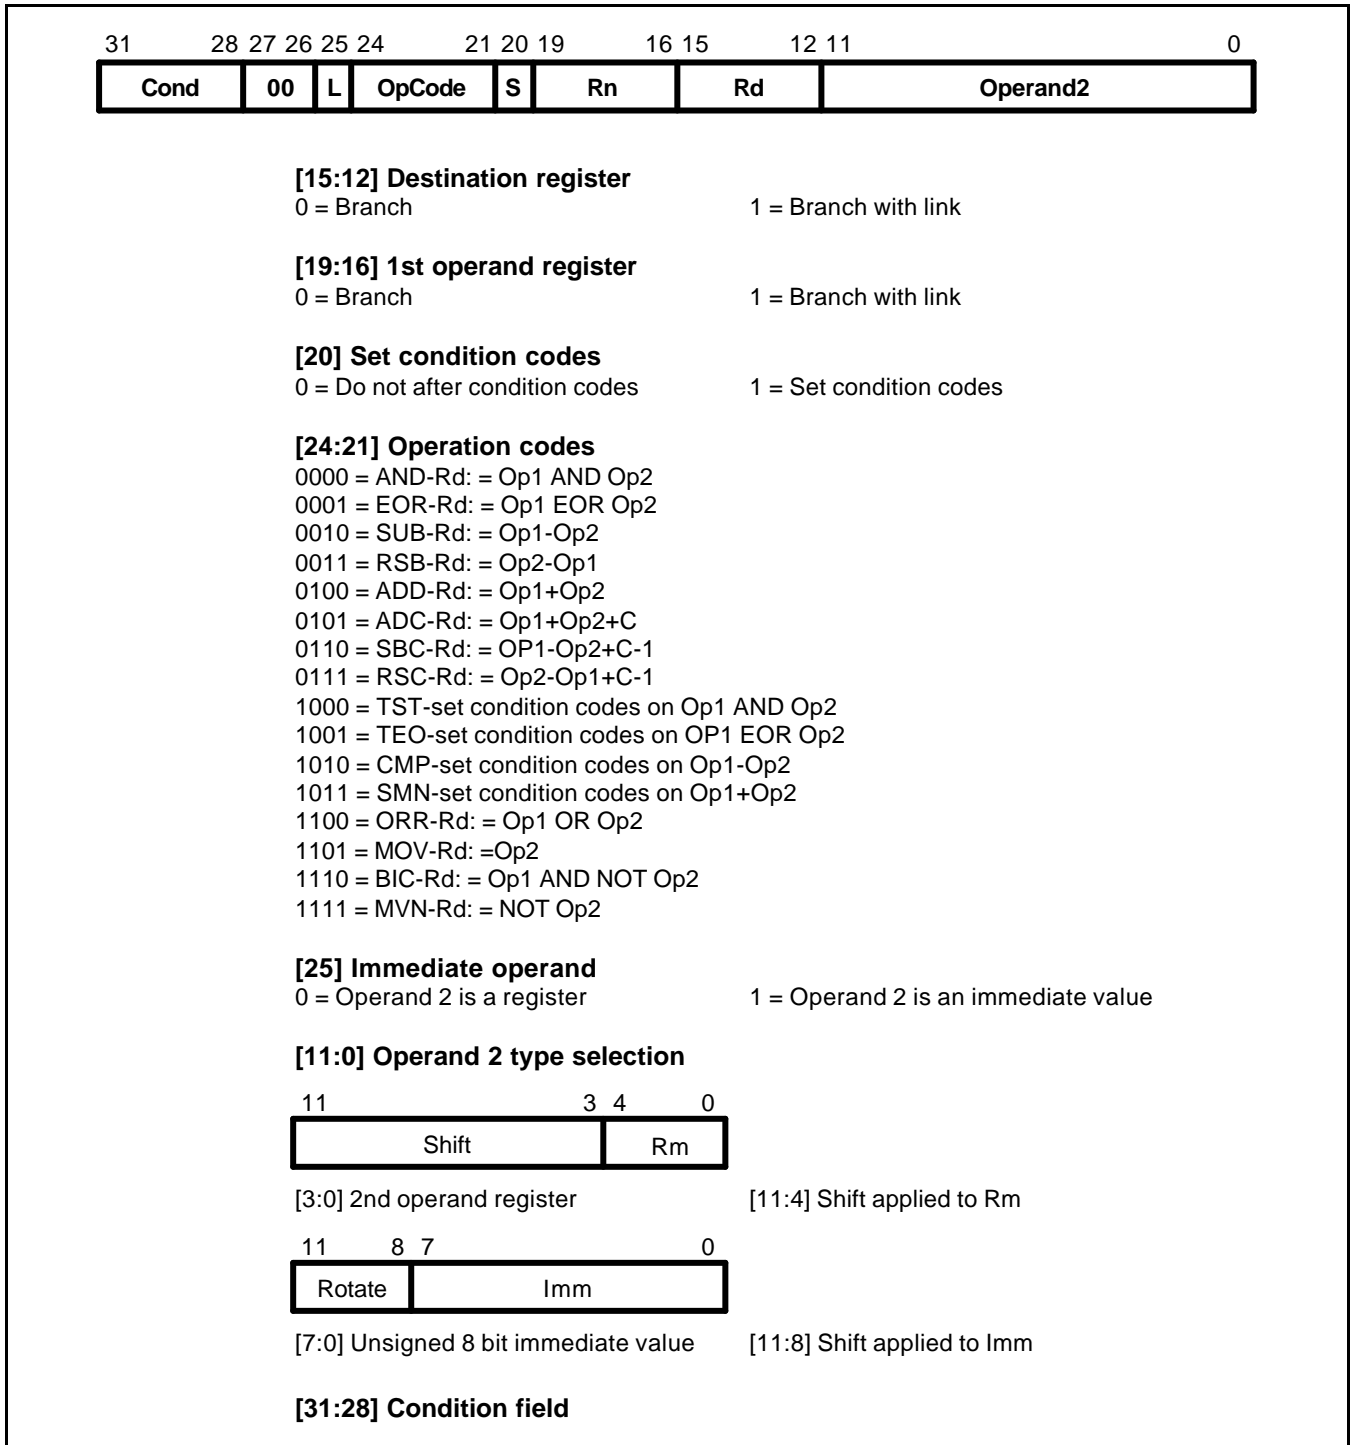 31 28 27 26 25 24 21 20 19 16 15 12 11 0
Cond 00 L OpCode S Rn Rd Operand2
[15:12] Destination register
0 = Branch 1 = Branch with link
[19:16] 1st operand register
0 = Branch 1 = Branch with link
[20] Set condition codes
0 = Do not after condition codes 1 = Set condition codes
[24:21] Operation codes
0000 = AND-Rd: = Op1 AND Op2
0001 = EOR-Rd: = Op1 EOR Op2
0010 = SUB-Rd: = Op1-Op2
0011 = RSB-Rd: = Op2-Op1
0100 = ADD-Rd: = Op1+Op2
0101 = ADC-Rd: = Op1+Op2+C
0110 = SBC-Rd: = OP1-Op2+C-1
0111 = RSC-Rd: = Op2-Op1+C-1
1000 = TST-set condition codes on Op1 AND Op2
1001 = TEO-set condition codes on OP1 EOR Op2
1010 = CMP-set condition codes on Op1-Op2
1011 = SMN-set condition codes on Op1+Op2
1100 = ORR-Rd: = Op1 OR Op2
1101 = MOV-Rd: =Op2
1110 = BIC-Rd: = Op1 AND NOT Op2
1111 = MVN-Rd: = NOT Op2
[25] Immediate operand
0 = Operand 2 is a register 1 = Operand 2 is an immediate value
[11:0] Operand 2 type selection
11 3 4 0
Shift Rm
[3:0] 2nd operand register [11:4] Shift applied to Rm
11 8 7 0
Rotate Imm
[7:0] Unsigned 8 bit immediate value [11:8] Shift applied to Imm
[31:28] Condition field